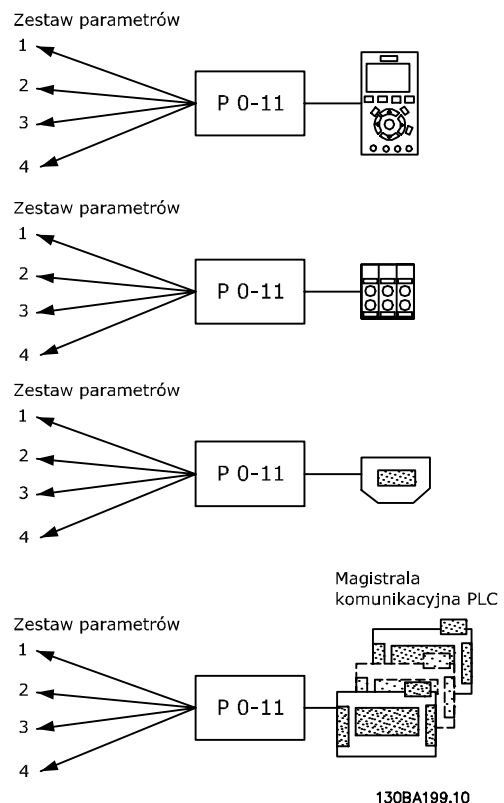 Zestaw parametrów
1
2
3
4
P 0-11
Zestaw parametrów
1
2
3
4
P 0-11
Zestaw parametrów
1
2
3
4
P 0-11
Magistrala
komunikacyjna PLC
Zestaw parametrów
1
2
3
4
P 0-11
130BA199.10